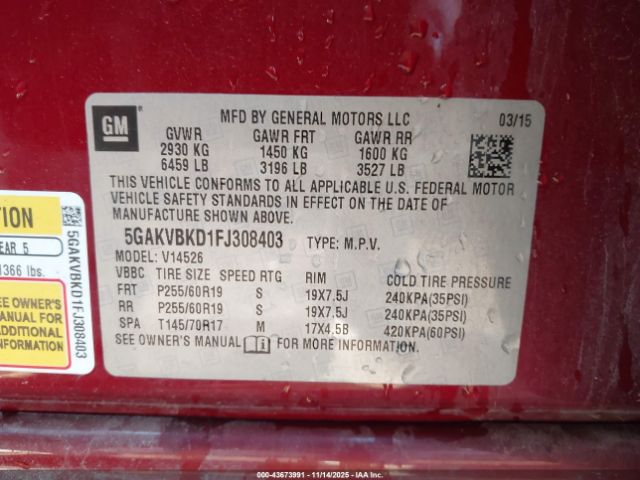 GM
MFD BY GENERAL MOTORS LLC
03/15
GVWR GAWR FRT GAWR RR
2930 KG 1450 KG 1600 KG
6459 LB 3196 LB 3527 LB
THIS VEHICLE CONFORMS TO ALL APPLICABLE U.S. FEDERAL MOTOR
VEHICLE SAFETY STANDARDS IN EFFECT ON THE DATE OF
MANUFACTURE SHOWN ABOVE.
5GAKVBKD1FJ308403 TYPE: M.P.V.
MODEL: V14526
VBBC TIRE SIZE SPEED RTG RIM COLD TIRE PRESSURE
FRT P255/60R19 S 19X7.5J 240KPA(35PSI)
RR P255/60R19 S 19X7.5J 240KPA(35PSI)
SPA T145/70R17 M 17X4.5B 420KPA(60PSI)
SEE OWNER'S MANUAL i FOR MORE INFORMATION.
TION
EAR 5
1366 lbs.
SEE OWNER'S
MANUAL FOR
ADDITIONAL
INFORMATION
5GAKVBKD1FJ308403
000-43673991 - 11/14/2025 - IAA Inc. Copyright